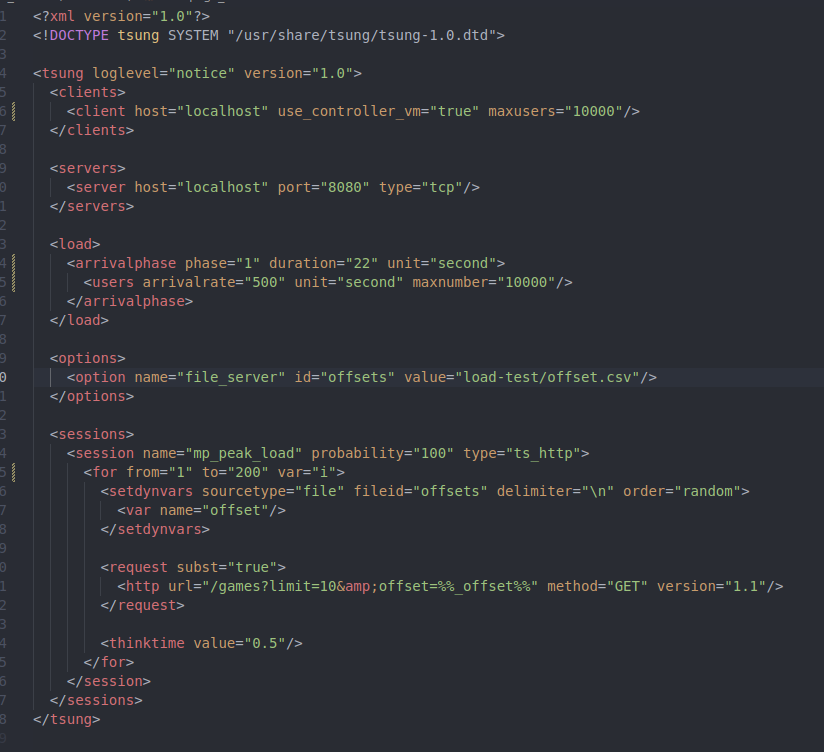 1 <?xml version="1.0"?>
2 <!DOCTYPE tsung SYSTEM "/usr/share/tsung/tsung-1.0.dtd">
3
4 <tsung loglevel="notice" version="1.0">
5 <clients>
6 <client host="localhost" use_controller_vm="true" maxusers="10000"/>
7 </clients>
8
9 <servers>
0 <server host="localhost" port="8080" type="tcp"/>
1 </servers>
2
3 <load>
4 <arrivalphase phase="1" duration="22" unit="second">
5 <users arrivalrate="500" unit="second" maxnumber="10000"/>
6 </arrivalphase>
7 </load>
8
9 <options>
0 <option name="file_server" id="offsets" value="load-test/offset.csv"/>
1 </options>
2
3 <sessions>
4 <session name="mp_peak_load" probability="100" type="ts_http">
5 <for from="1" to="200" var="i">
6 <setdynvars sourcetype="file" fileid="offsets" delimiter="\n" order="random">
7 <var name="offset"/>
8 </setdynvars>
9
0 <request subst="true">
1 <http url="/games?limit=10&amp;offset=%%_offset%%" method="GET" version="1.1"/>
2 </request>
3
4 <thinktime value="0.5"/>
5 </for>
6 </session>
7 </sessions>
8 </tsung>
9